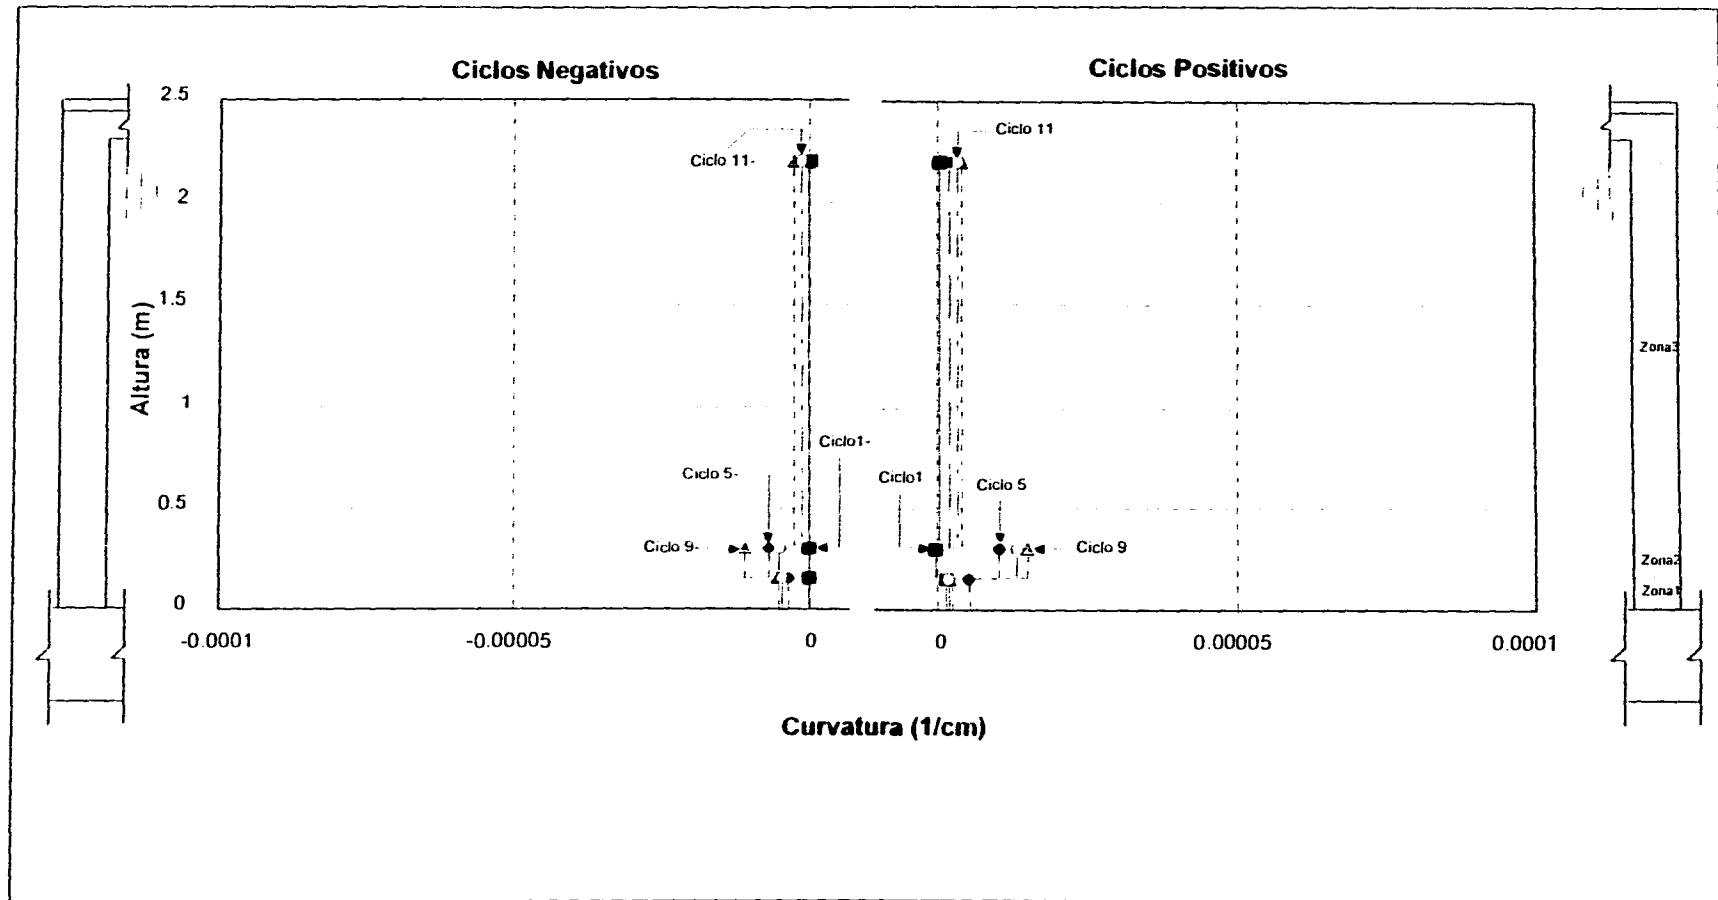 Ciclos Negativos
Ciclos Positivos
2.5
2
1.5
1
0.5
0
Altura (m)
Ciclo 11-
Ciclo 11
Ciclo1-
Ciclo 5-
Ciclo1
Ciclo 5
Ciclo 9-
Ciclo 9
Zona3
Zona2
Zona1
-0.0001
-0.00005
0
0
0.00005
0.0001
Curvatura (1/cm)